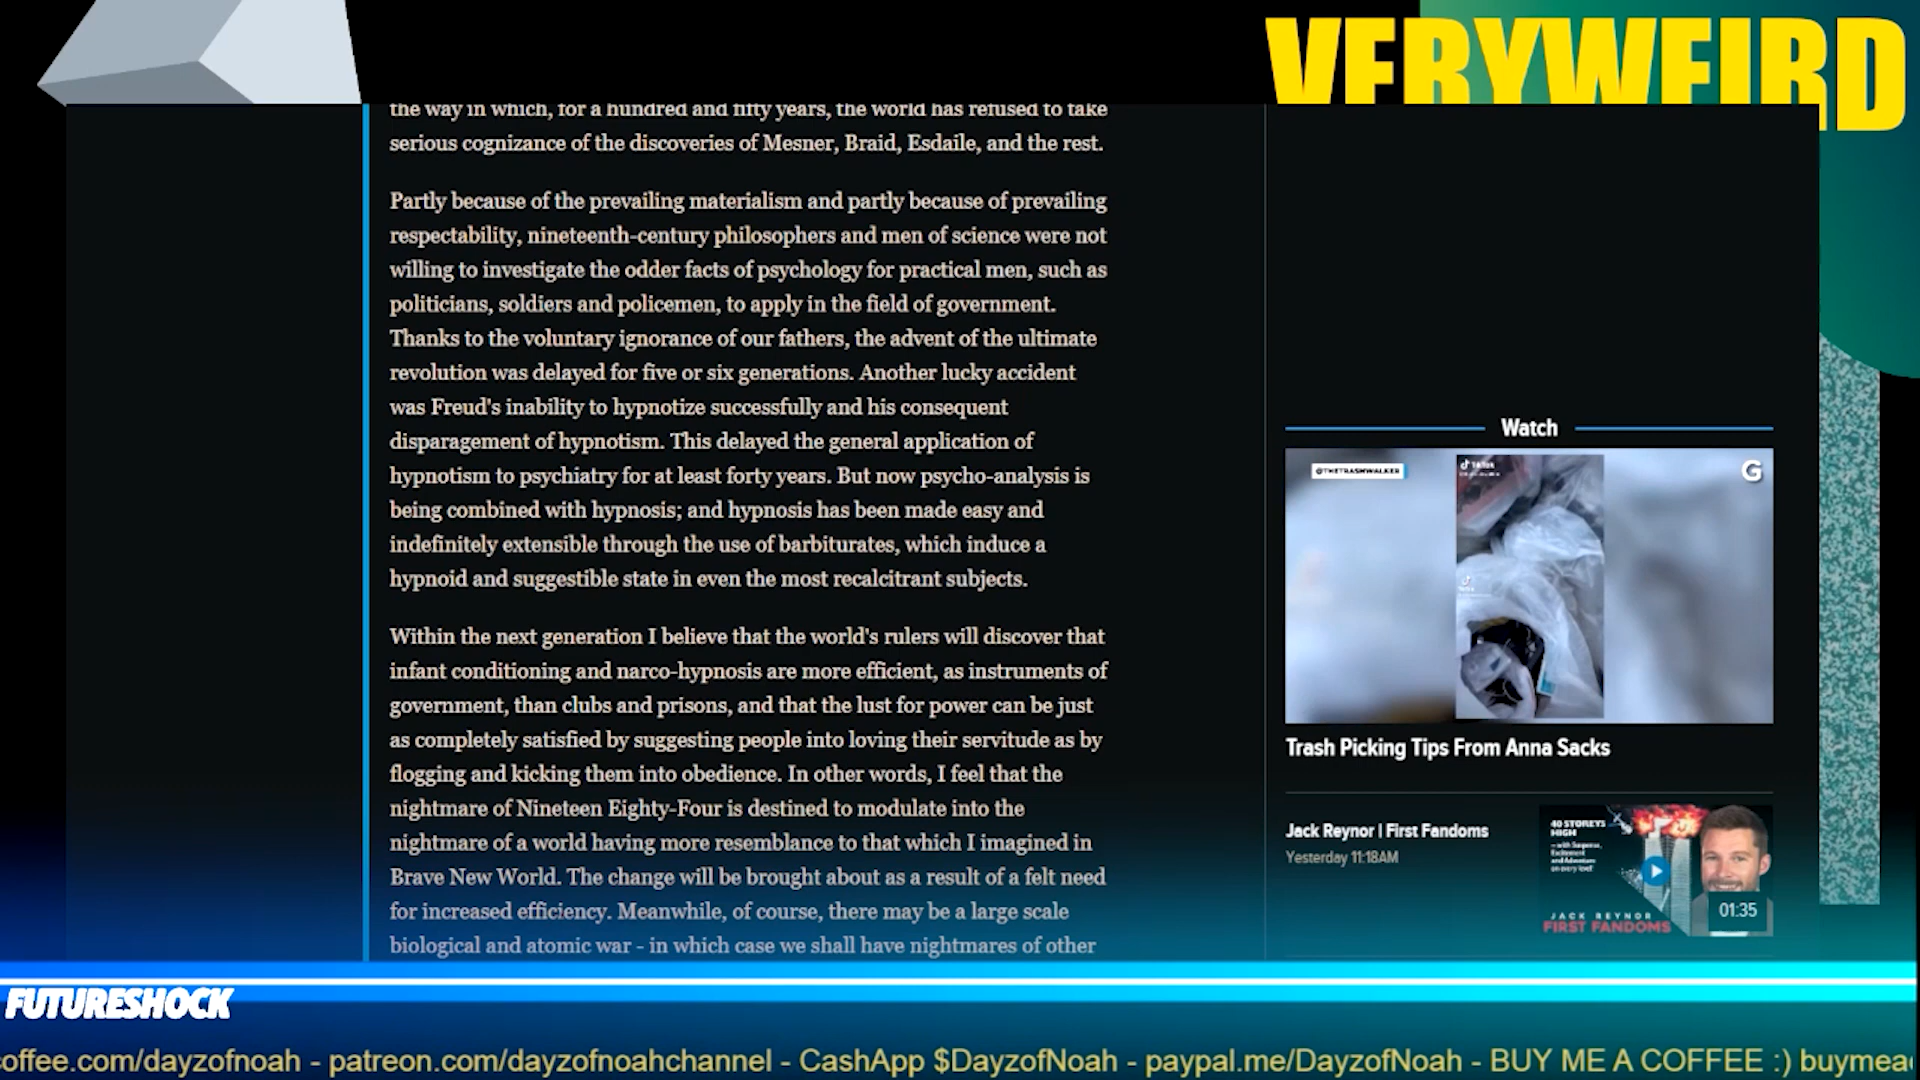 VERYWEIRD
the way in which, for a hundred and fifty years, the world has refused to take
serious cognizance of the discoveries of Mesner, Braid, Esdaile, and the rest.
Partly because of the prevailing materialism and partly because of prevailing
respectability, nineteenth-century philosophers and men of science were not
willing to investigate the odder facts of psychology for practical men, such as
politicians, soldiers and policemen, to apply in the field of government.
Thanks to the voluntary ignorance of our fathers, the advent of the ultimate
revolution was delayed for five or six generations. Another lucky accident
was Freud's inability to hypnotize successfully and his consequent
disparagement of hypnotism. This delayed the general application of
hypnotism to psychiatry for at least forty years. But now psycho-analysis is
being combined with hypnosis; and hypnosis has been made easy and
indefinitely extensible through the use of barbiturates, which induce a
hypnoid and suggestible state in even the most recalcitrant subjects.
Within the next generation I believe that the world's rulers will discover that
infant conditioning and narco-hypnosis are more efficient, as instruments of
government, than clubs and prisons, and that the lust for power can be just
as completely satisfied by suggesting people into loving their servitude as by
flogging and kicking them into obedience. In other words, I feel that the
nightmare of Nineteen Eighty-Four is destined to modulate into the
nightmare of a world having more resemblance to that which I imagined in
Brave New World. The change will be brought about as a result of a felt need
for increased efficiency. Meanwhile, of course, there may be a large scale
biological and atomic war - in which case we shall have nightmares of other
Watch
@THETRASHWALKER
TikTok
G
Trash Picking Tips From Anna Sacks
Jack Reynor | First Fandoms
Yesterday 11:18AM
40 STOREYS
HIGH
– with Suspense,
Excitement
and Adventure
on every level!
01:35
JACK REYNOR
FIRST FANDOMS
FUTURESHOCK
offee.com/dayzofnoah - patreon.com/dayzofnoahchannel - CashApp $DayzofNoah - paypal.me/DayzofNoah - BUY ME A COFFEE :) buymea